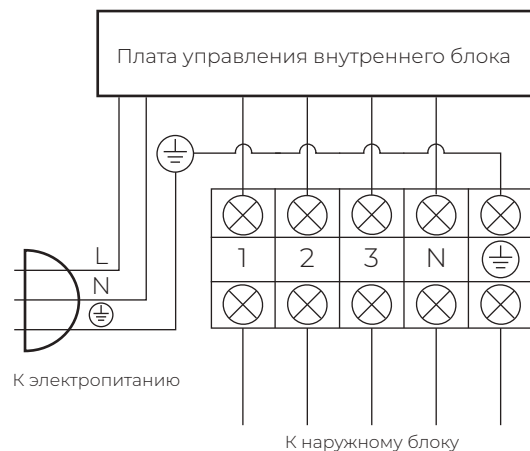 Плата управления внутреннего блока
L
N
1 2 3 N
К электропитанию
К наружному блоку